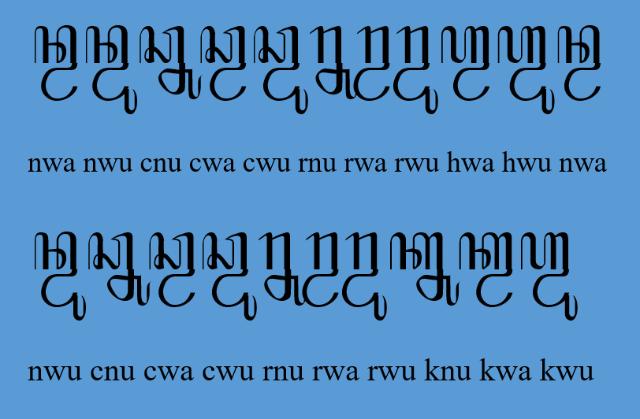 ꦤ꧀ꦮꦤ꧀ꦮꦸꦕ꧀ꦤꦸꦕ꧀ꦮꦕ꧀ꦮꦸꦫ꧀ꦤꦸꦫ꧀ꦮꦫ꧀ꦮꦸꦲ꧀ꦮꦲ꧀ꦮꦸꦤ꧀ꦮ
nwa nwu cnu cwa cwu rnu rwa rwu hwa hwu nwa
ꦤ꧀ꦮꦸꦕ꧀ꦤꦸꦕ꧀ꦮꦕ꧀ꦮꦸꦫ꧀ꦤꦸꦫ꧀ꦮꦫ꧀ꦮꦸꦏ꧀ꦤꦸꦏ꧀ꦮꦲ꧀ꦮꦸ
nwu cnu cwa cwu rnu rwa rwu knu kwa kwu